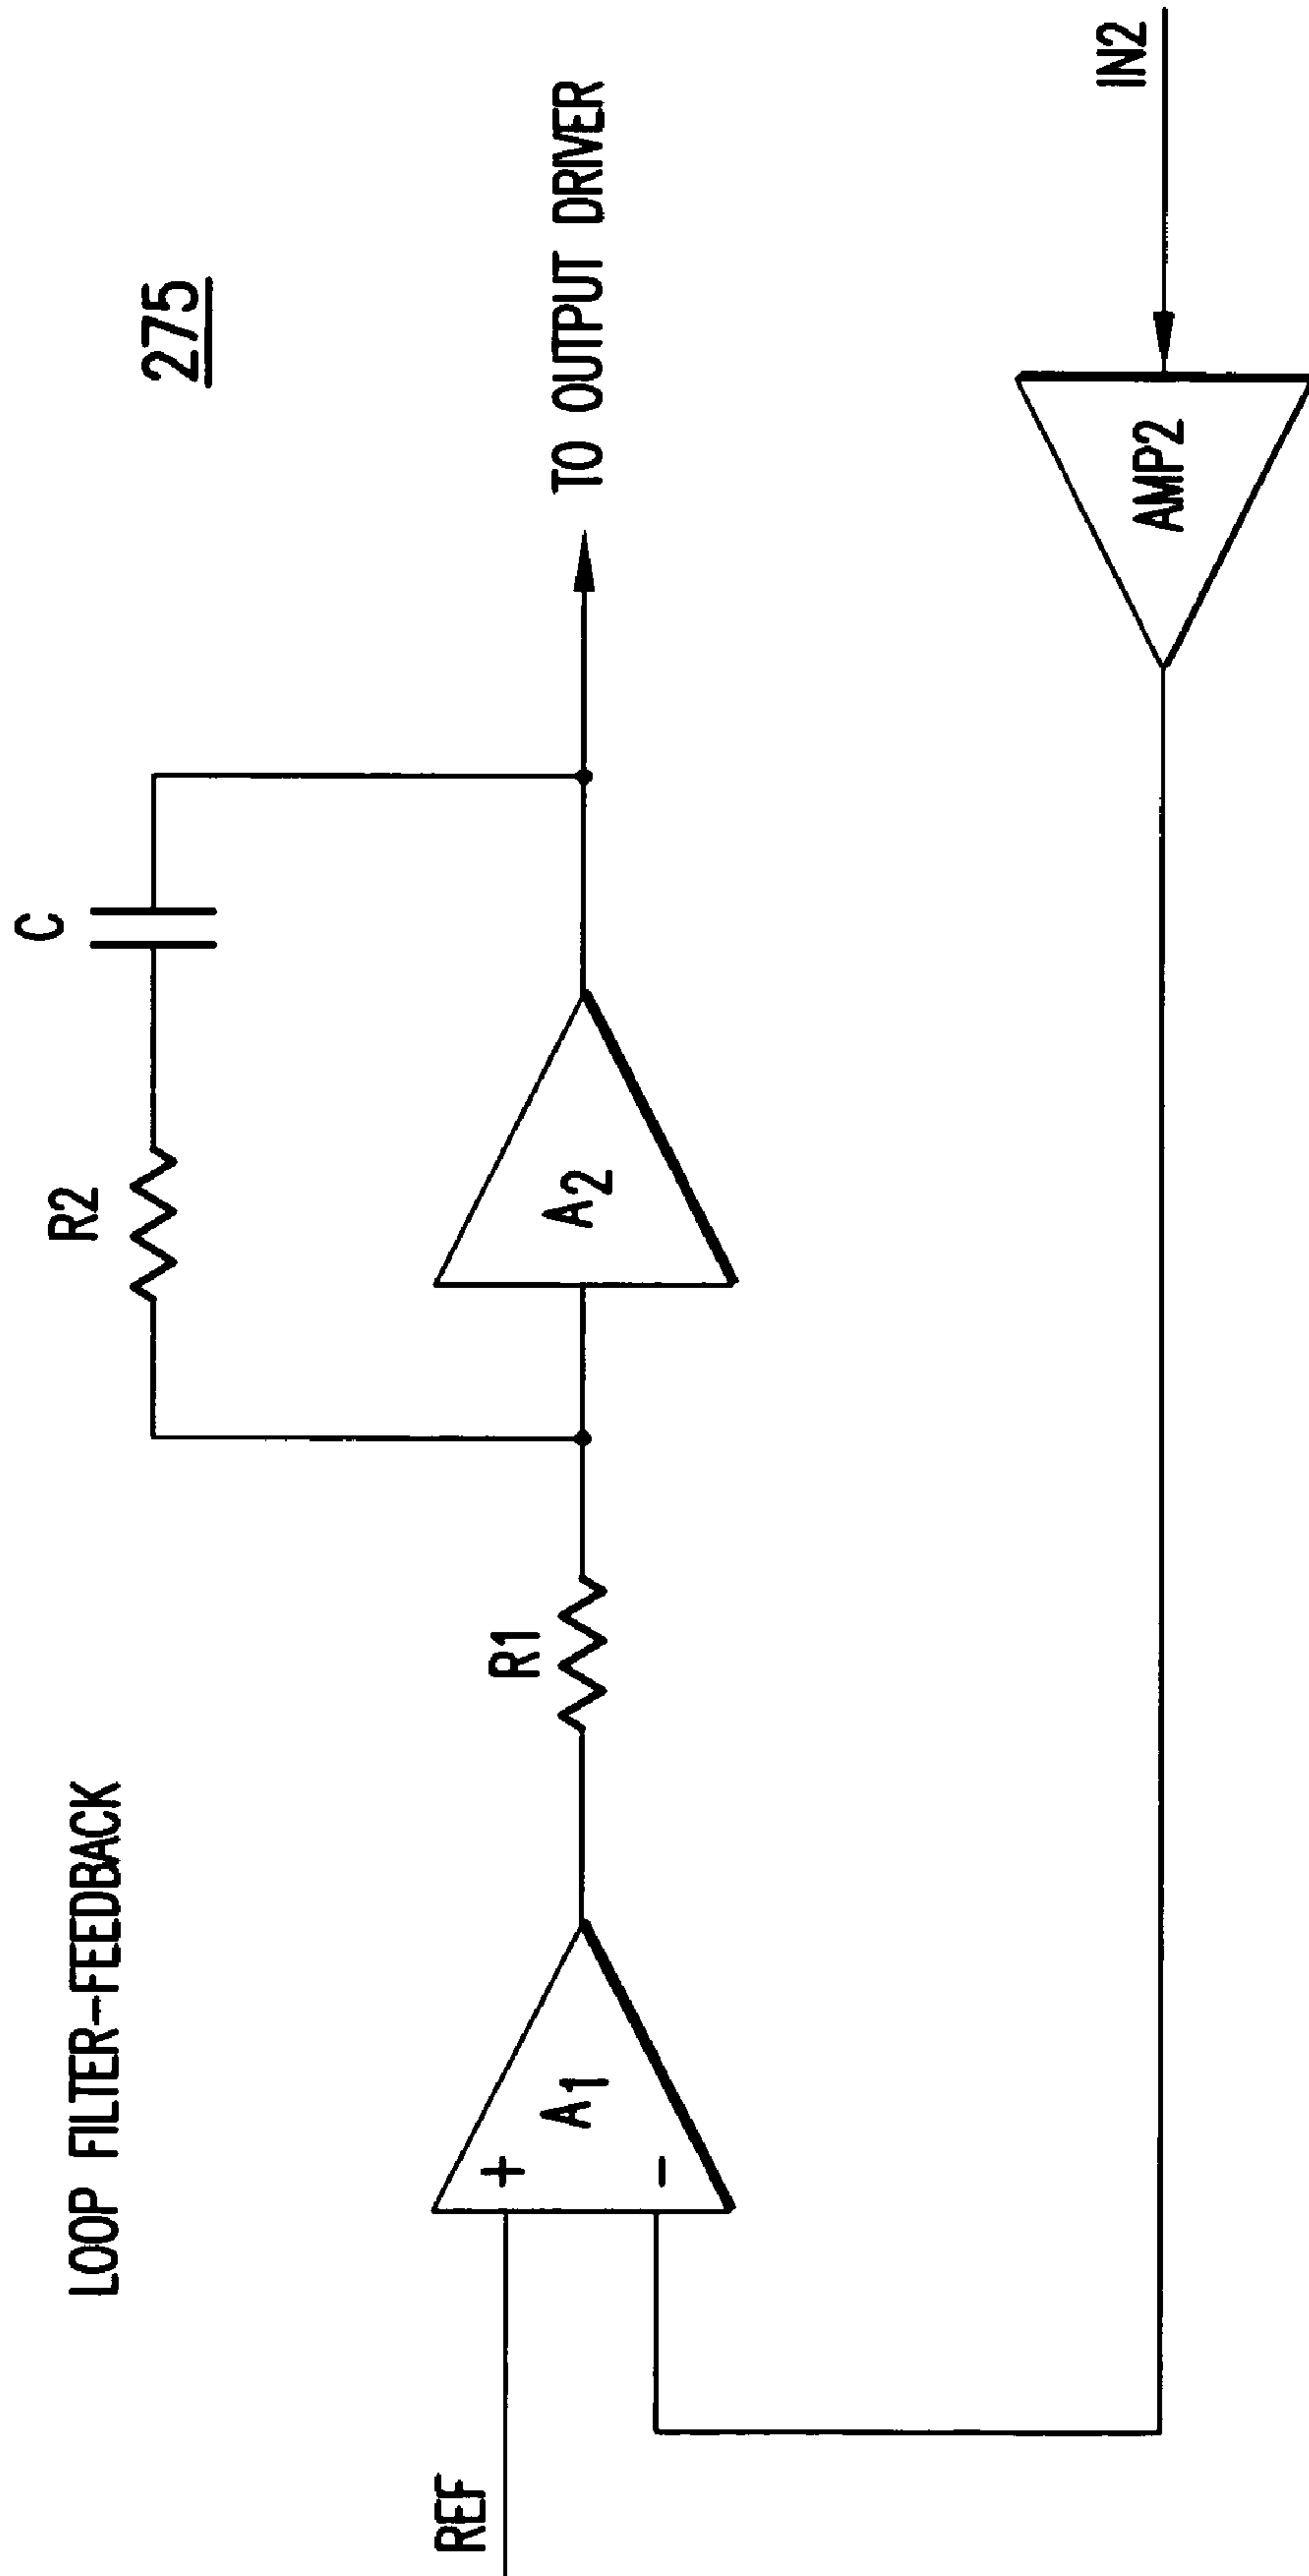 LOOP FILTER-FEEDBACK
275
R2
C
REF
+
-
A1
R1
A2
TO OUTPUT DRIVER
AMP2
IN2